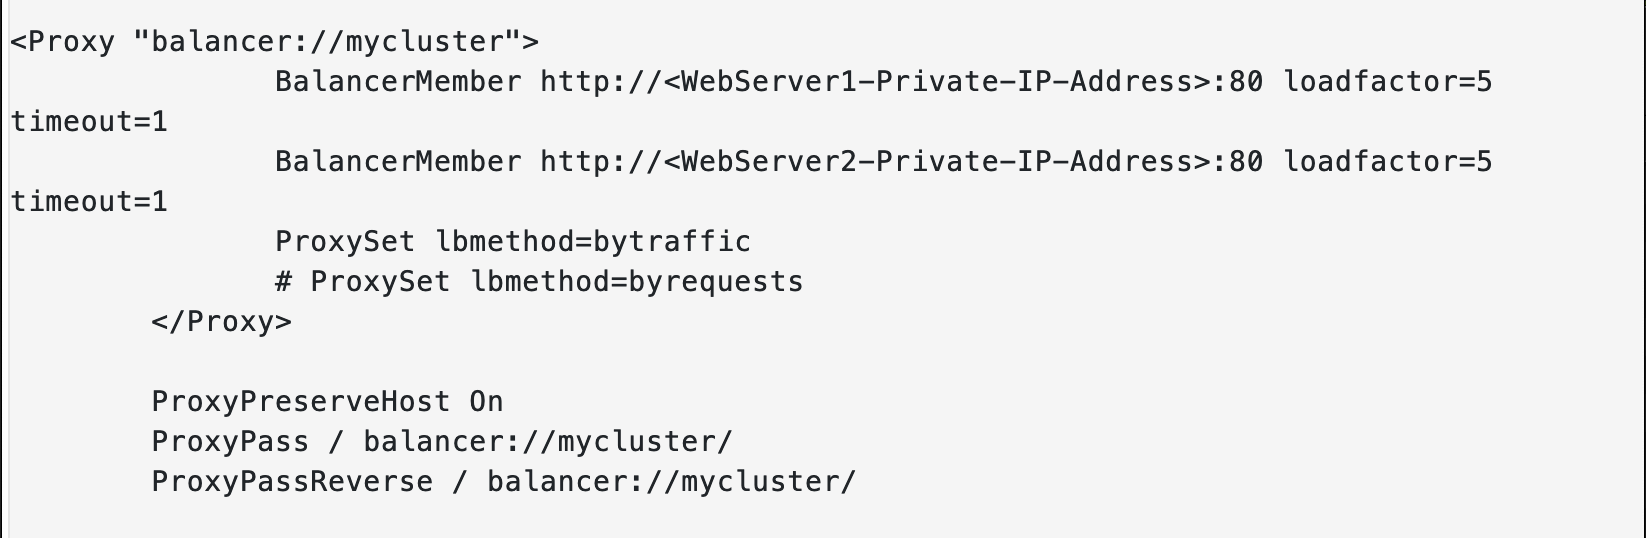 <Proxy "balancer://mycluster">
BalancerMember http://<WebServer1-Private-IP-Address>:80 loadfactor=5
timeout=1
BalancerMember http://<WebServer2-Private-IP-Address>:80 loadfactor=5
timeout=1
ProxySet lbmethod=bytraffic
# ProxySet lbmethod=byrequests
</Proxy>
ProxyPreserveHost On
ProxyPass / balancer://mycluster/
ProxyPassReverse / balancer://mycluster/